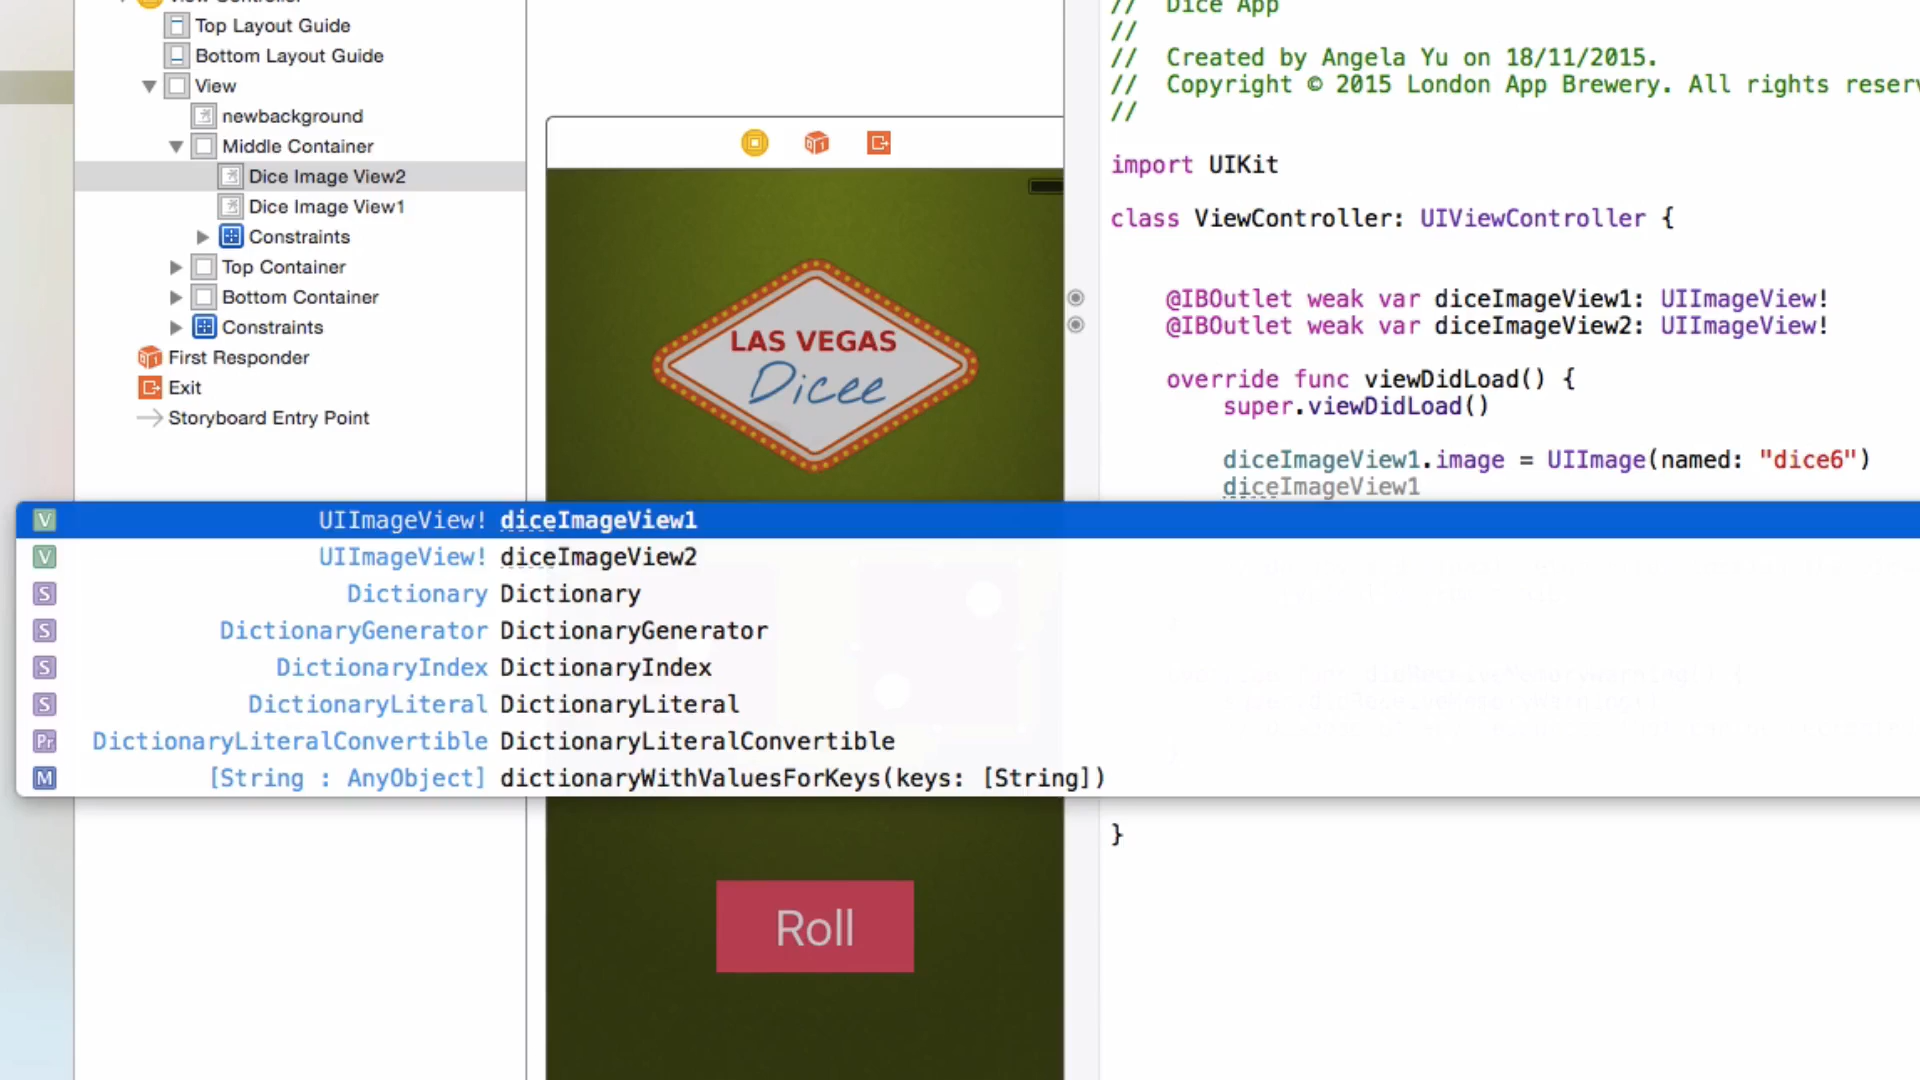 Top Layout Guide
Bottom Layout Guide
View
newbackground
Middle Container
Dice Image View2
Dice Image View1
Constraints
Top Container
Bottom Container
Constraints
First Responder
Exit
Storyboard Entry Point
LAS VEGAS
Dicee
Roll
// Dice App
//
// Created by Angela Yu on 18/11/2015.
// Copyright © 2015 London App Brewery. All rights reserv
//
import UIKit
class ViewController: UIViewController {
@IBOutlet weak var diceImageView1: UIImageView!
@IBOutlet weak var diceImageView2: UIImageView!
override func viewDidLoad() {
super.viewDidLoad()
diceImageView1.image = UIImage(named: "dice6")
diceImageView1
V UIImageView! diceImageView1
V UIImageView! diceImageView2
S Dictionary Dictionary
S DictionaryGenerator DictionaryGenerator
S DictionaryIndex DictionaryIndex
S DictionaryLiteral DictionaryLiteral
Pr DictionaryLiteralConvertible DictionaryLiteralConvertible
M [String : AnyObject] dictionaryWithValuesForKeys(keys: [String])
}